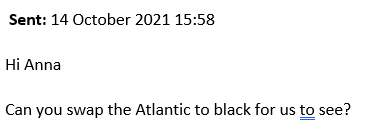 Sent: 14 October 2021 15:58
Hi Anna
Can you swap the Atlantic to black for us to see?